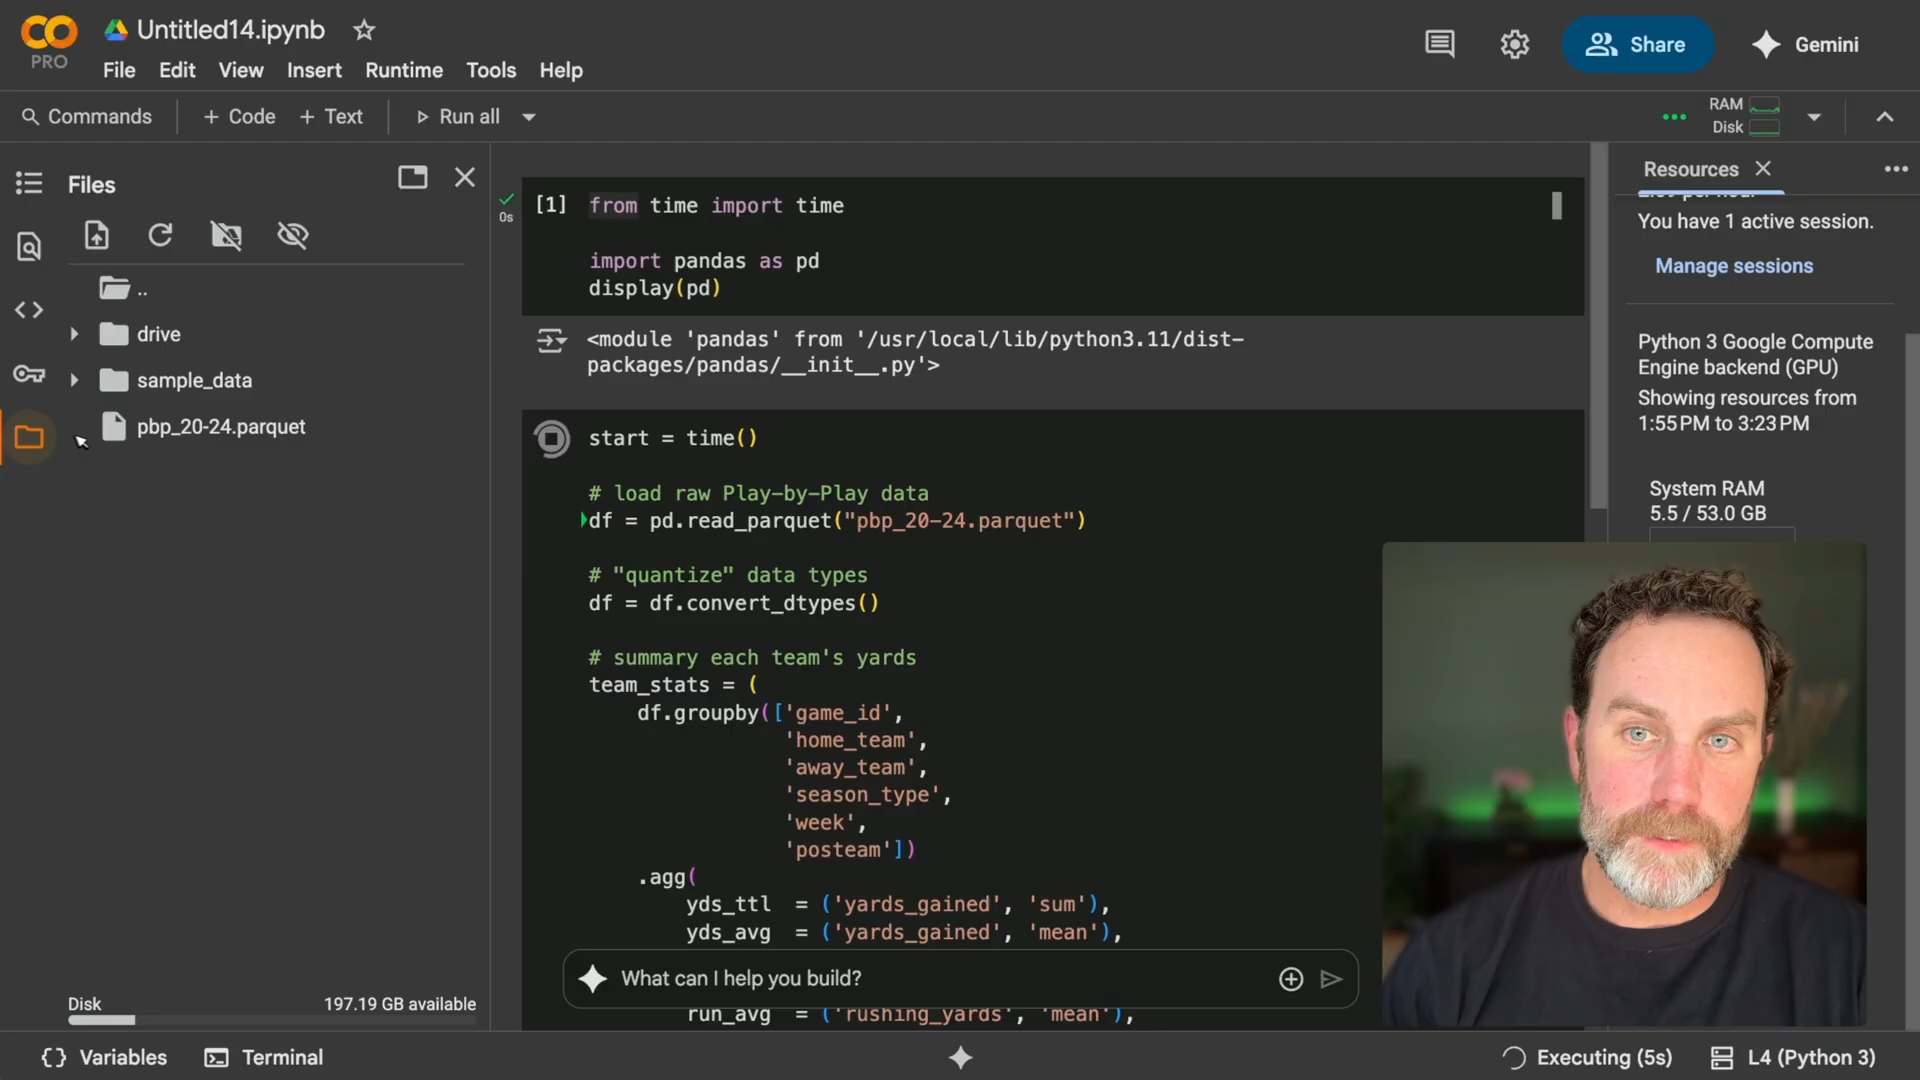 PRO
Untitled14.ipynb
File Edit View Insert Runtime Tools Help
Share
Gemini
Commands
+ Code + Text
Run all
RAM
Disk
Files
..
drive
sample_data
pbp_20-24.parquet
Disk
197.19 GB available
0s
[1]
from time import time
import pandas as pd
display(pd)
<module 'pandas' from '/usr/local/lib/python3.11/dist-
packages/pandas/__init__.py'>
start = time()
# load raw Play-by-Play data
df = pd.read_parquet("pbp_20-24.parquet")
# "quantize" data types
df = df.convert_dtypes()
# summary each team's yards
team_stats = (
df.groupby(['game_id',
'home_team',
'away_team',
'season_type',
'week',
'posteam'])
.agg(
yds_ttl = ('yards_gained', 'sum'),
yds_avg = ('yards_gained', 'mean'),
What can I help you build?
run_avg = ('rushing_yards', 'mean'),
Resources
You have 1 active session.
Manage sessions
Python 3 Google Compute
Engine backend (GPU)
Showing resources from
1:55 PM to 3:23 PM
System RAM
5.5 / 53.0 GB
Variables
Terminal
Executing (5s)
L4 (Python 3)